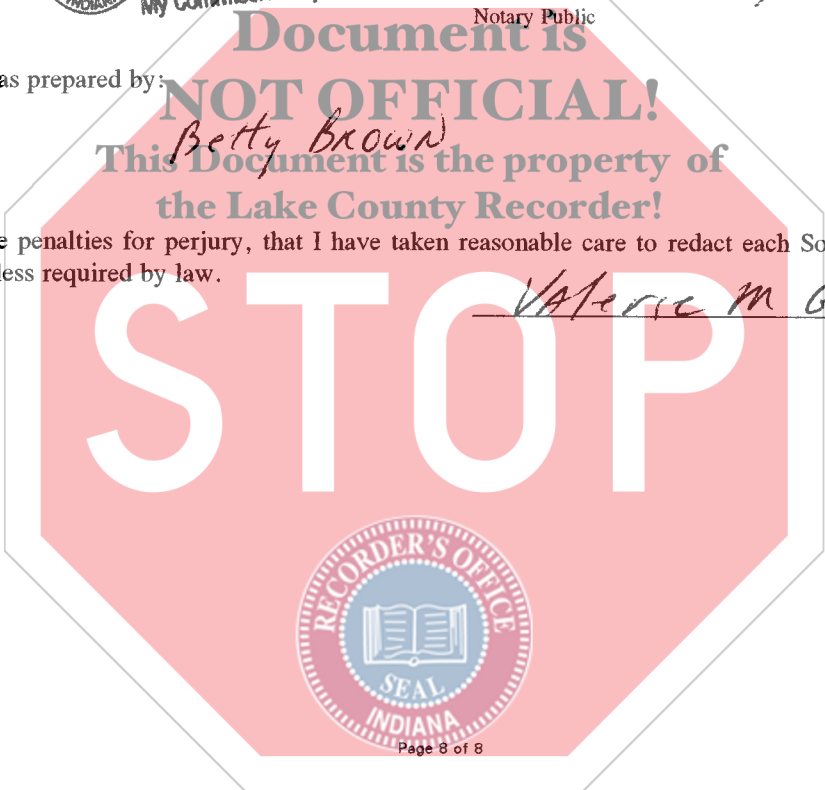 INDIANA
My
Notary Public
Document is
as prepared by:
NOT OFFICIAL!
Betty BROWN
This Document is the property of
the Lake County Recorder!
e penalties for perjury, that I have taken reasonable care to redact each So
less required by law.
VAlerie M
STOP
RECORDER'S OFFICE
SEAL
INDIANA
Page 8 of 8